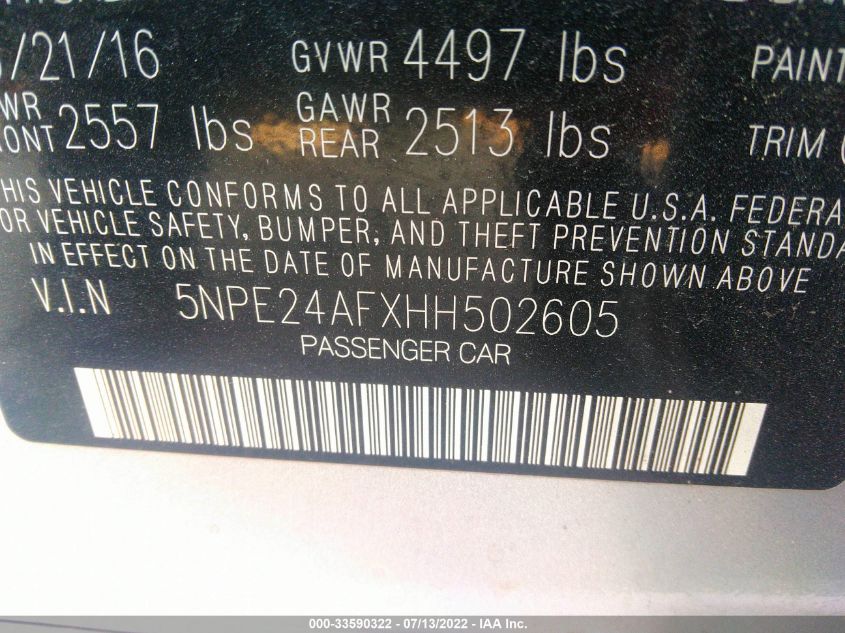 /21/16 GVWR 4497 lbs PAINT
WR GAWR
ONT 2557 lbs REAR 2513 lbs TRIM
HIS VEHICLE CONFORMS TO ALL APPLICABLE U.S.A. FEDERA
OR VEHICLE SAFETY, BUMPER, AND THEFT PREVENTION STANDA
IN EFFECT ON THE DATE OF MANUFACTURE SHOWN ABOVE
V.I.N 5NPE24AFXHH502605
PASSENGER CAR
000-33590322 - 07/13/2022 - IAA Inc.